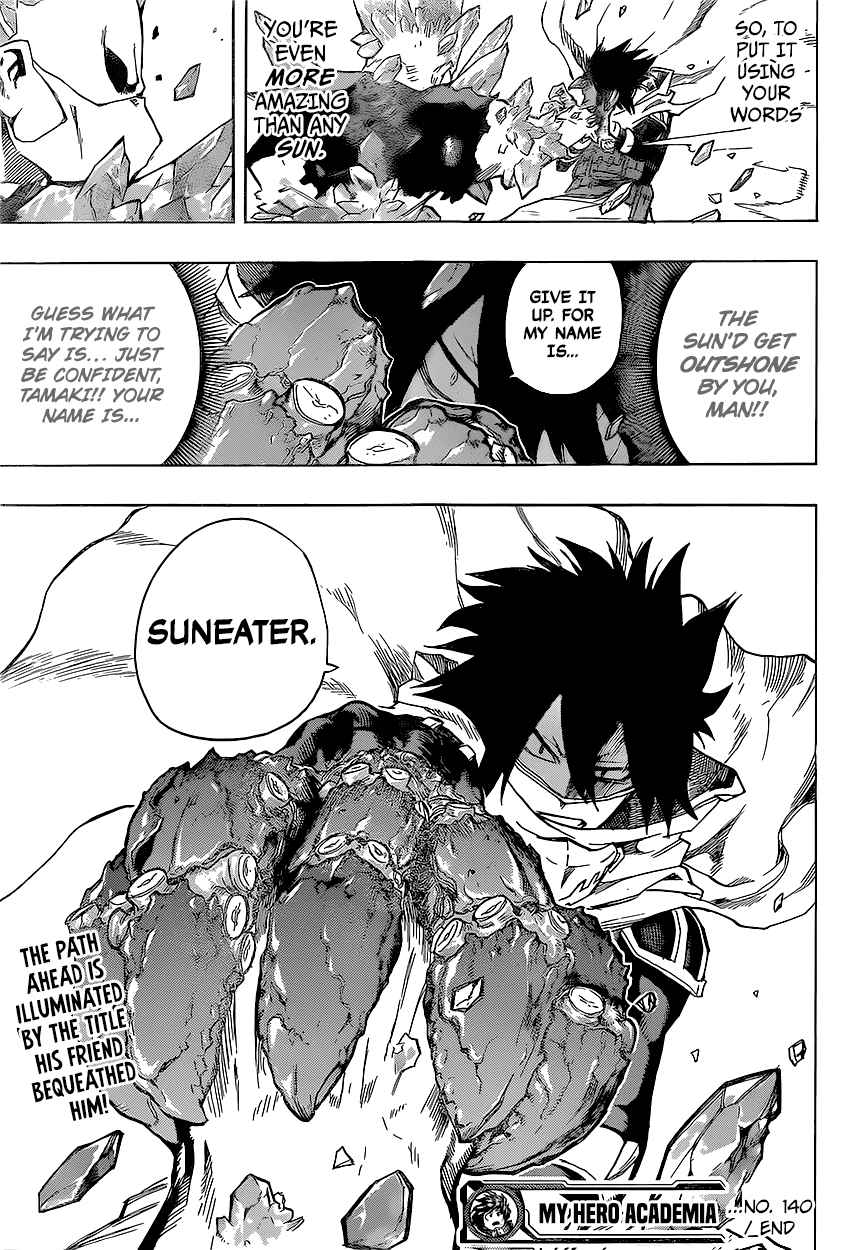 SO, TO
PUT IT
USING
YOUR
WORDS
YOU'RE
EVEN
MORE
AMAZING
THAN ANY
SUN.
THE
SUN'D GET
OUTSHONE
BY YOU,
MAN!!
GIVE IT
UP. FOR
MY NAME
IS...
GUESS WHAT
I'M TRYING TO
SAY IS... JUST
BE CONFIDENT,
TAMAKI!! YOUR
NAME IS...
SUNEATER.
THE PATH
AHEAD IS
ILLUMINATED
BY THE TITLE
HIS FRIEND
BEQUEATHED
HIM!
MY HERO ACADEMIA
...NO. 140
/ END